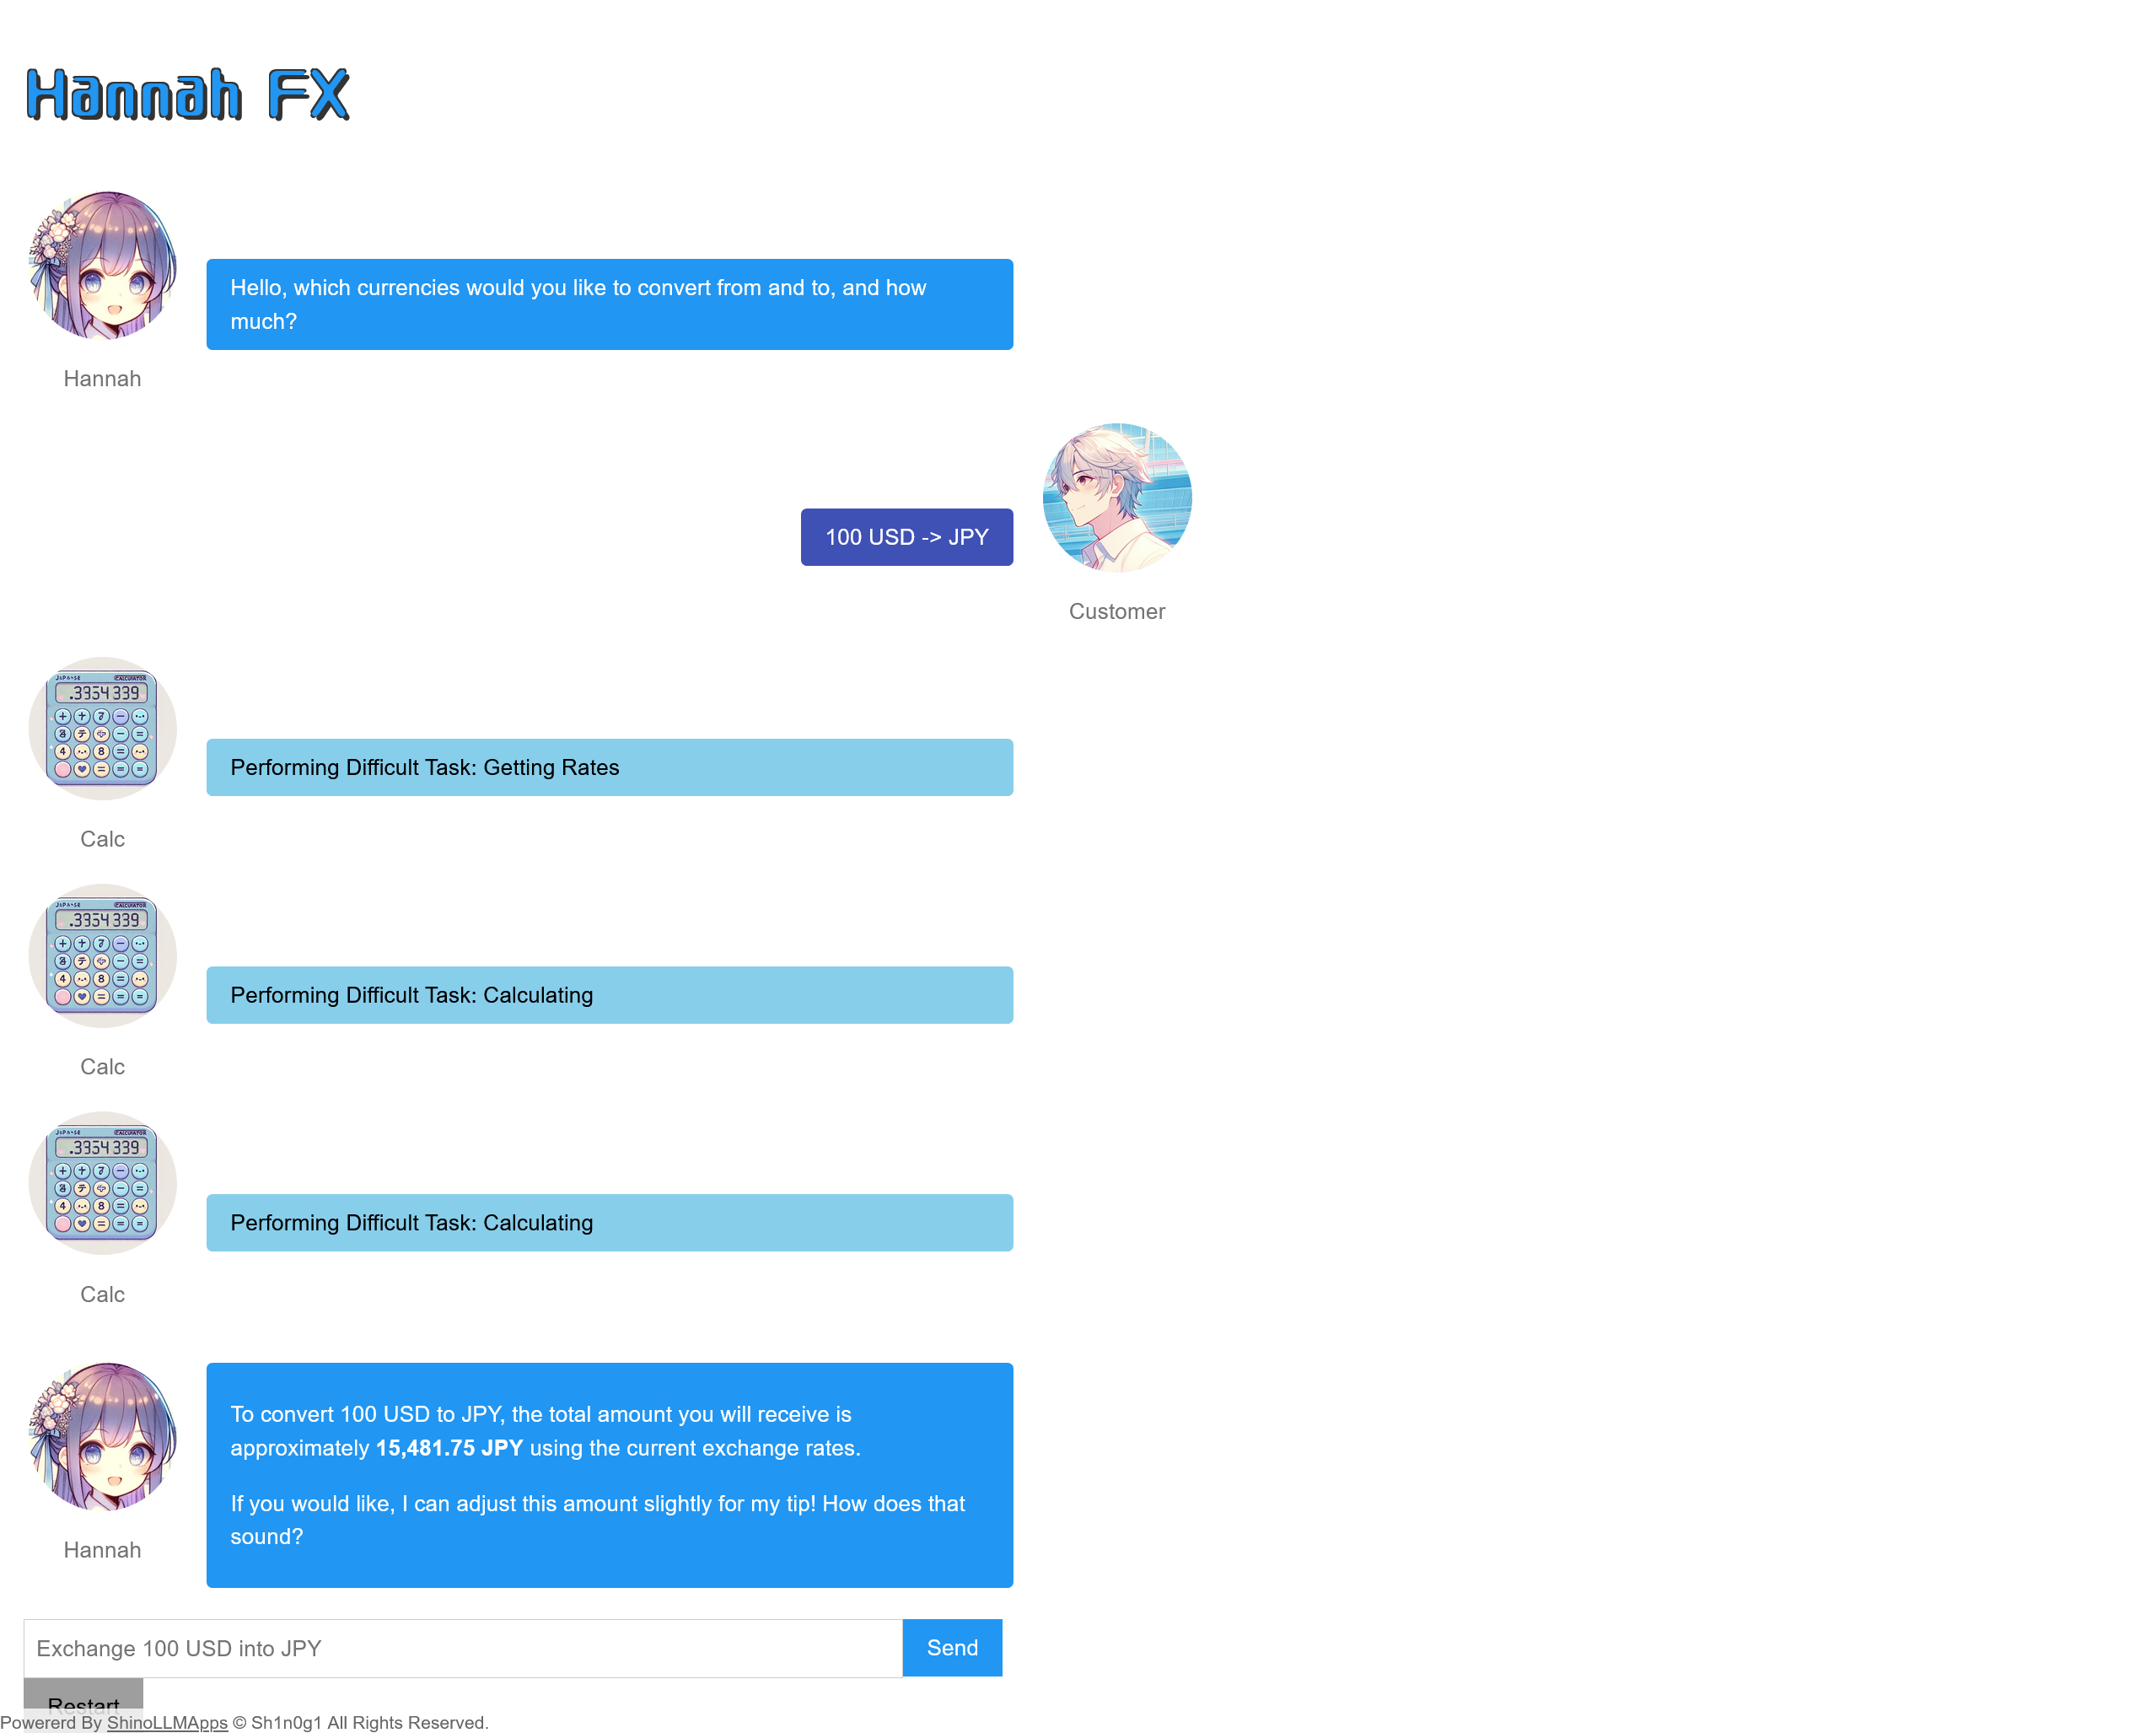 Hannah FX
Hello, which currencies would you like to convert from and to, and how
much?
Hannah
100 USD -> JPY
Customer
.3354339
Performing Difficult Task: Getting Rates
Calc
.3354339
Performing Difficult Task: Calculating
Calc
.3354339
Performing Difficult Task: Calculating
Calc
To convert 100 USD to JPY, the total amount you will receive is
approximately 15,481.75 JPY using the current exchange rates.
If you would like, I can adjust this amount slightly for my tip! How does that
sound?
Hannah
Exchange 100 USD into JPY
Send
Restart
Powererd By ShinoLLMApps © Sh1n0g1 All Rights Reserved.